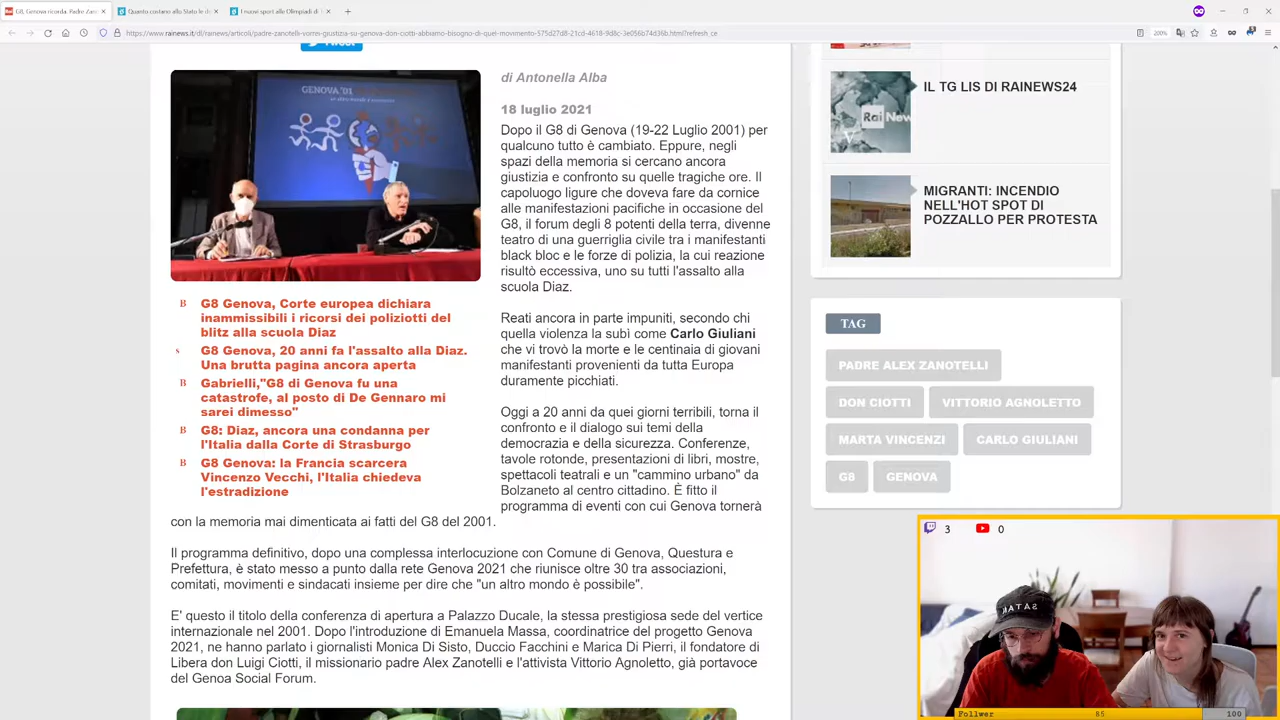 G8, Genova ricorda. Padre Zan
Quanto costano allo Stato le de
I nuovi sport alle Olimpiadi di T
https://www.rainews.it/dl/rainews/articoli/padre-zanotelli-vorrei-giustizia-su-genova-don-ciotti-abbiamo-bisogno-di-quel-movimento-575d27d8-21cd-4618-9d8c-3e056b74d36b.html?refresh_ce
200%
Tweet
GENOVA '01
di Antonella Alba
18 luglio 2021
Dopo il G8 di Genova (19-22 Luglio 2001) per
qualcuno tutto è cambiato. Eppure, negli
spazi della memoria si cercano ancora
giustizia e confronto su quelle tragiche ore. Il
capoluogo ligure che doveva fare da cornice
alle manifestazioni pacifiche in occasione del
G8, il forum degli 8 potenti della terra, divenne
teatro di una guerriglia civile tra i manifestanti
black bloc e le forze di polizia, la cui reazione
risultò eccessiva, uno su tutti l'assalto alla
scuola Diaz.
B G8 Genova, Corte europea dichiara
inammissibili i ricorsi dei poliziotti del
blitz alla scuola Diaz
s G8 Genova, 20 anni fa l'assalto alla Diaz.
Una brutta pagina ancora aperta
B Gabrielli,"G8 di Genova fu una
catastrofe, al posto di De Gennaro mi
sarei dimesso"
B G8: Diaz, ancora una condanna per
l'Italia dalla Corte di Strasburgo
B G8 Genova: la Francia scarcera
Vincenzo Vecchi, l'Italia chiedeva
l'estradizione
Reati ancora in parte impuniti, secondo chi
quella violenza la subì come Carlo Giuliani
che vi trovò la morte e le centinaia di giovani
manifestanti provenienti da tutta Europa
duramente picchiati.
Oggi a 20 anni da quei giorni terribili, torna il
confronto e il dialogo sui temi della
democrazia e della sicurezza. Conferenze,
tavole rotonde, presentazioni di libri, mostre,
spettacoli teatrali e un "cammino urbano" da
Bolzaneto al centro cittadino. È fitto il
programma di eventi con cui Genova tornerà
con la memoria mai dimenticata ai fatti del G8 del 2001.
Il programma definitivo, dopo una complessa interlocuzione con Comune di Genova, Questura e
Prefettura, è stato messo a punto dalla rete Genova 2021 che riunisce oltre 30 tra associazioni,
comitati, movimenti e sindacati insieme per dire che "un altro mondo è possibile".
E' questo il titolo della conferenza di apertura a Palazzo Ducale, la stessa prestigiosa sede del vertice
internazionale nel 2001. Dopo l'introduzione di Emanuela Massa, coordinatrice del progetto Genova
2021, ne hanno parlato i giornalisti Monica Di Sisto, Duccio Facchini e Marica Di Pierri, il fondatore di
Libera don Luigi Ciotti, il missionario padre Alex Zanotelli e l'attivista Vittorio Agnoletto, già portavoce
del Genoa Social Forum.
Rai New
IL TG LIS DI RAINEWS24
MIGRANTI: INCENDIO
NELL'HOT SPOT DI
POZZALLO PER PROTESTA
TAG
PADRE ALEX ZANOTELLI
DON CIOTTI
VITTORIO AGNOLETTO
MARTA VINCENZI
CARLO GIULIANI
G8
GENOVA
3
0
SATAN
Follwer
85
100